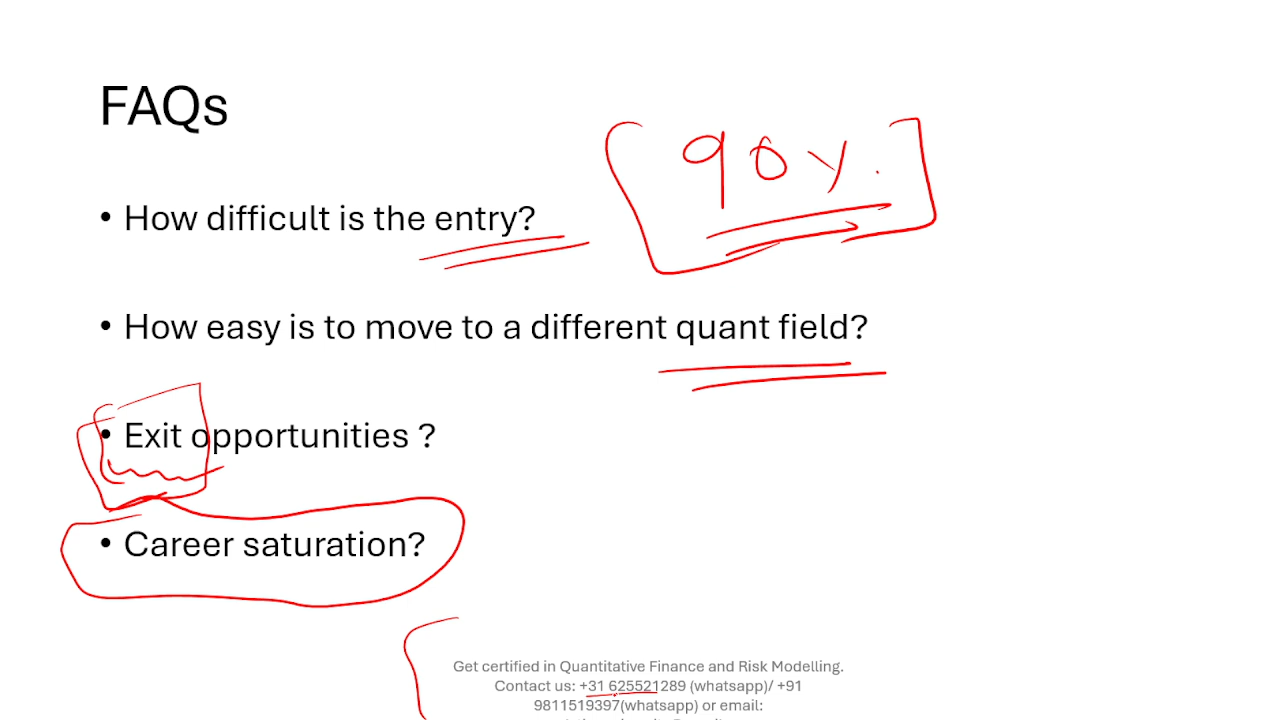 FAQs
90%
• How difficult is the entry?
• How easy is to move to a different quant field?
• Exit opportunities ?
• Career saturation?
Get certified in Quantitative Finance and Risk Modelling.
Contact us: +31 625521289 (whatsapp)/ +91
9811519397(whatsapp) or email: